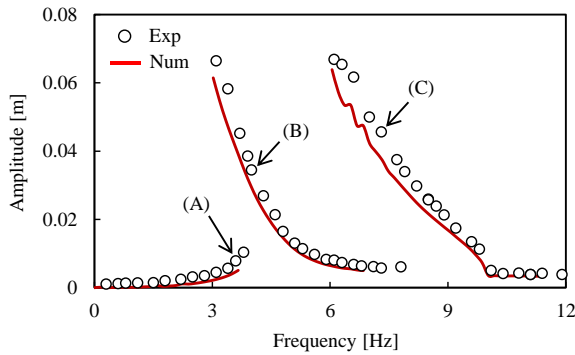 0.08
Exp
Num
0.06
(C)
(B)
0.04
Amplitude [m]
(A)
0.02
0
0 3 6 9 12
Frequency [Hz]